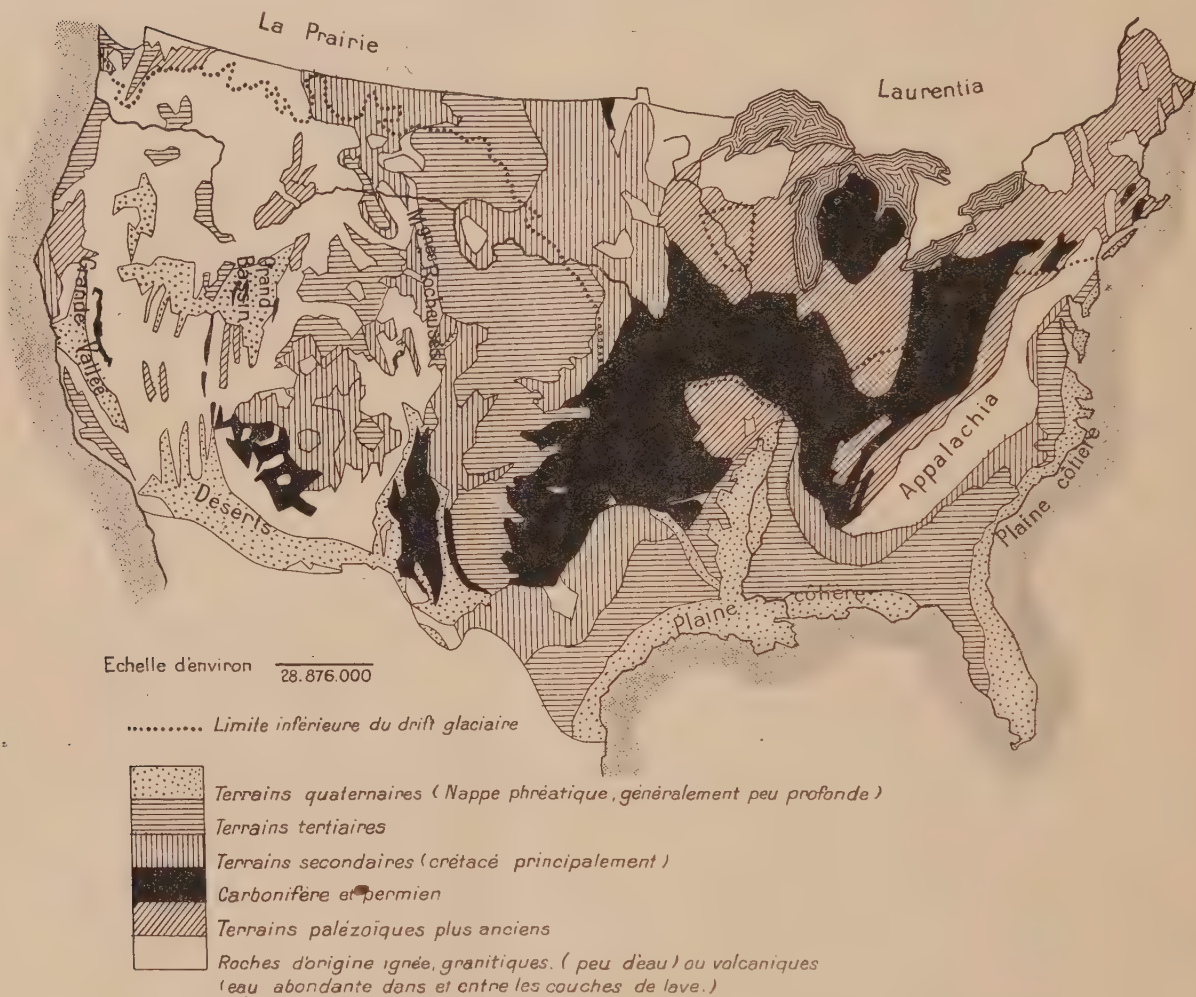 La Prairie
Laurentia
Mgnes Rocheuses
Grand
Bassin
Grande Vallée
Appalachia
Déserts
Plaine côtière
Plaine côtière
Echelle d'environ 28.876.000
Limite inférieure du drift glaciaire
Terrains quaternaires (Nappe phréatique, généralement peu profonde)
Terrains tertiaires
Terrains secondaires (crétacé principalement)
Carbonifère et permien
Terrains palézoïques plus anciens
Roches d'origine ignée, granitiques. (peu d'eau) ou volcaniques
(eau abondante dans et entre les couches de lave.)